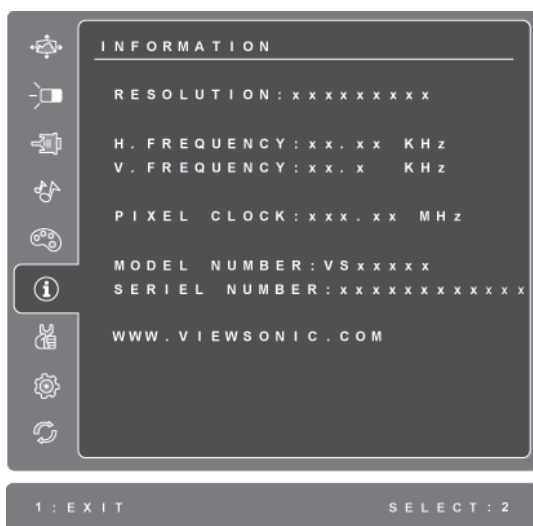 INFORMATION
RESOLUTION:xxxxxxxxx
H. FREQUENCY:xx.xx KHz
V. FREQUENCY:xx.x KHz
PIXEL CLOCK:xxx.xx MHz
MODEL NUMBER:VSxxxxx
SERIEL NUMBER:xxxxxxxxxxxx
WWW.VIEWSONIC.COM
1:EXIT SELECT:2